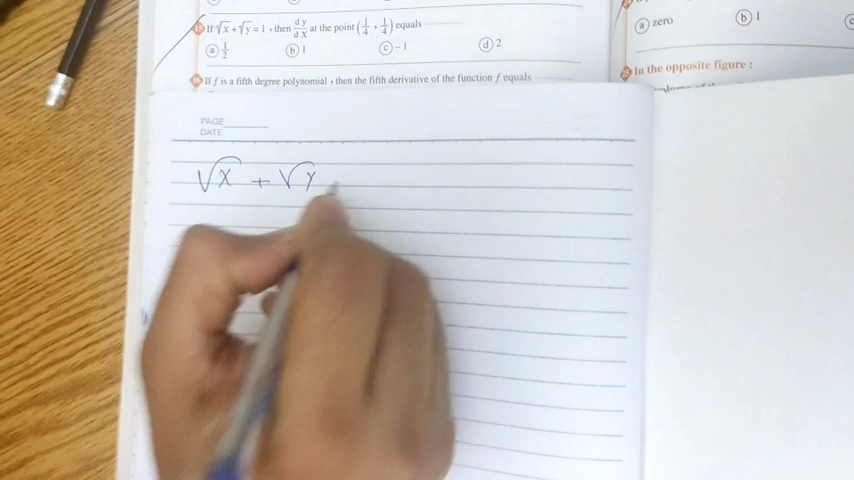 15 If √x + √y = 1 , then dy/dx at the point (1/4 , 1/4) equals ............
ⓐ 1/2 ⓑ 1 ⓒ −1 ⓓ 2
16 If f is a fifth degree polynomial , then the fifth derivative of the function f equals ............
ⓐ zero ⓑ 1 ⓒ
In the opposite figure :
PAGE
DATE
√x + √y